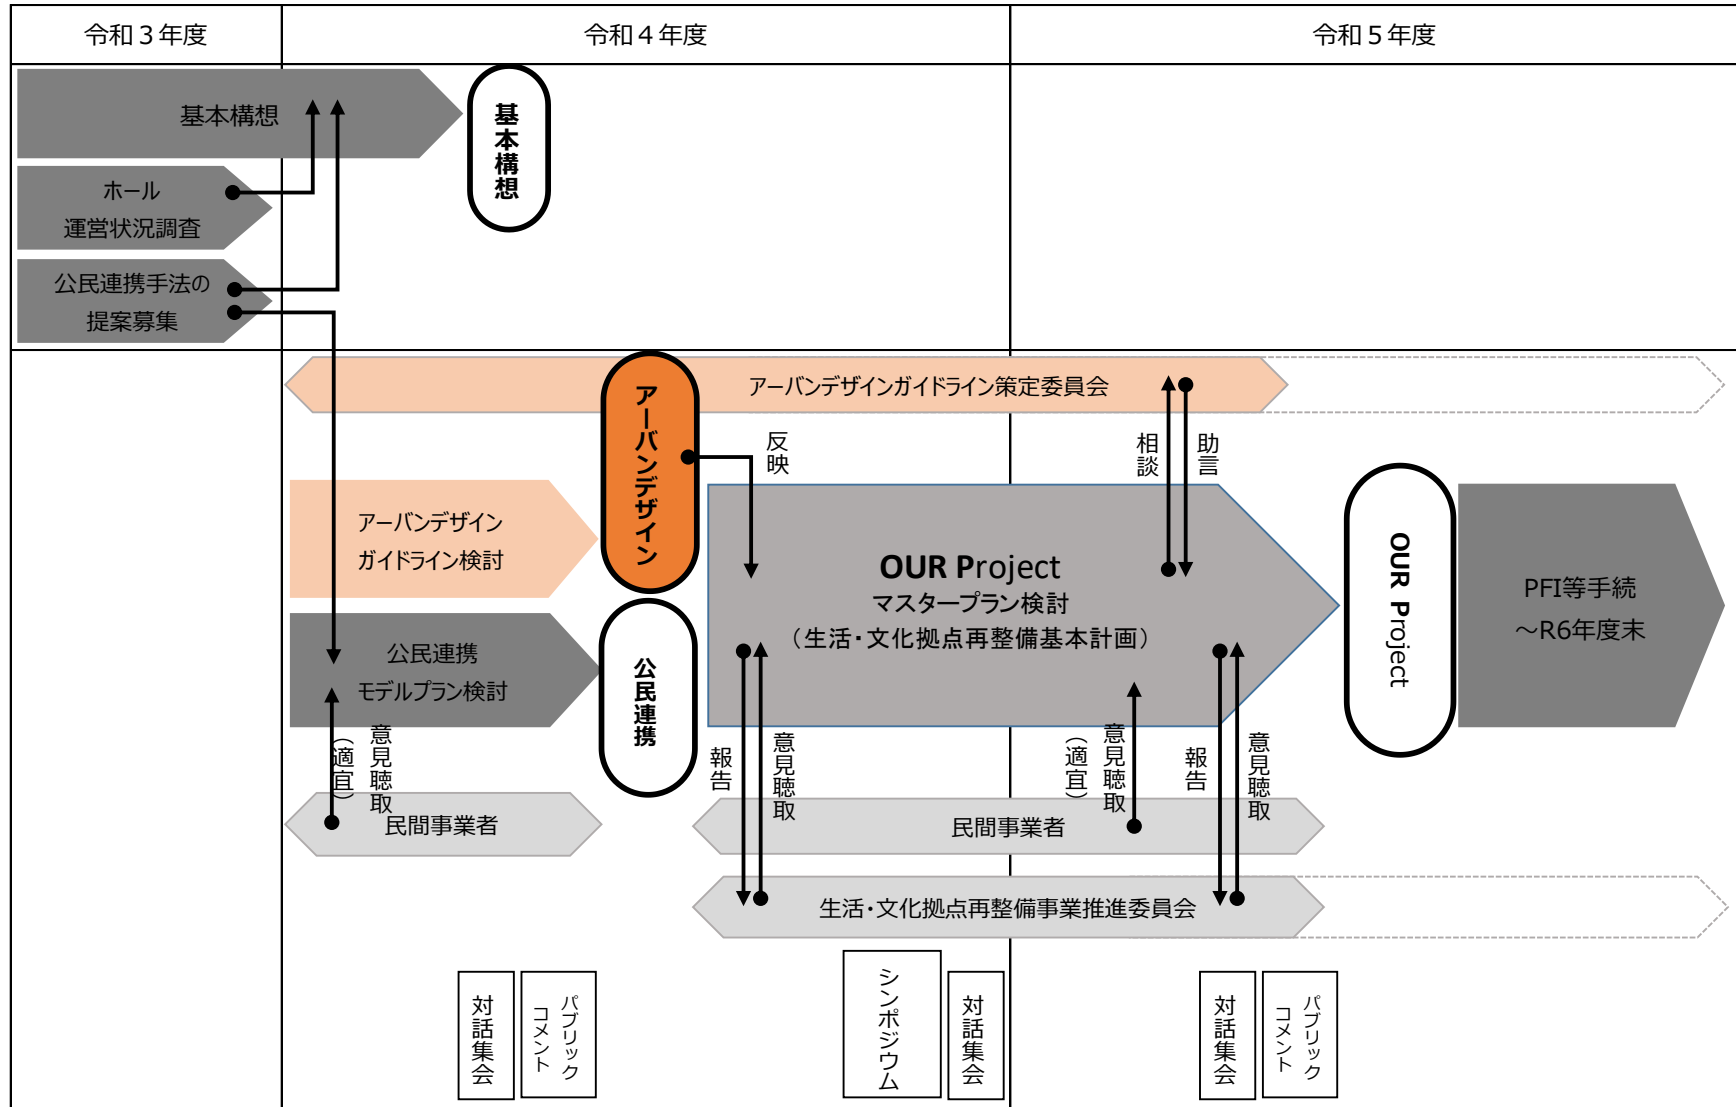 令和３年度
令和４年度
令和５年度
基本構想
基本構想
ホール
運営状況調査
公民連携手法の
提案募集
アーバンデザインガイドライン策定委員会
アーバンデザイン
反映
相談
助言
アーバンデザイン
ガイドライン検討
OUR Project
マスタープラン検討
（生活・文化拠点再整備基本計画）
OUR Project
PFI等手続
～R6年度末
公民連携
モデルプラン検討
公民連携
意見聴取
（適宜）
報告
意見聴取
意見聴取
（適宜）
報告
意見聴取
民間事業者
民間事業者
生活・文化拠点再整備事業推進委員会
対話集会
パブリック
コメント
シンポジウム
対話集会
対話集会
パブリック
コメント